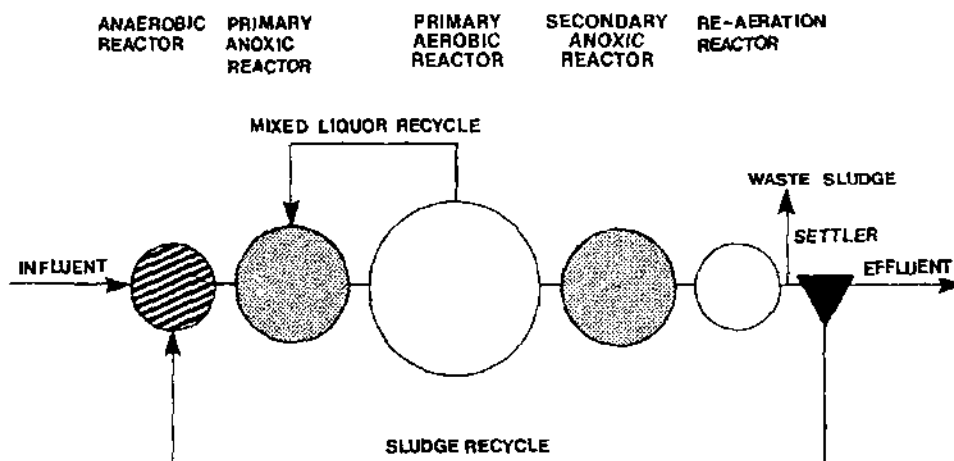 ANAEROBIC
REACTOR
PRIMARY
ANOXIC
REACTOR
PRIMARY
AEROBIC
REACTOR
SECONDARY
ANOXIC
REACTOR
RE-AERATION
REACTOR
MIXED LIQUOR RECYCLE
WASTE SLUDGE
SETTLER
INFLUENT
EFFLUENT
SLUDGE RECYCLE